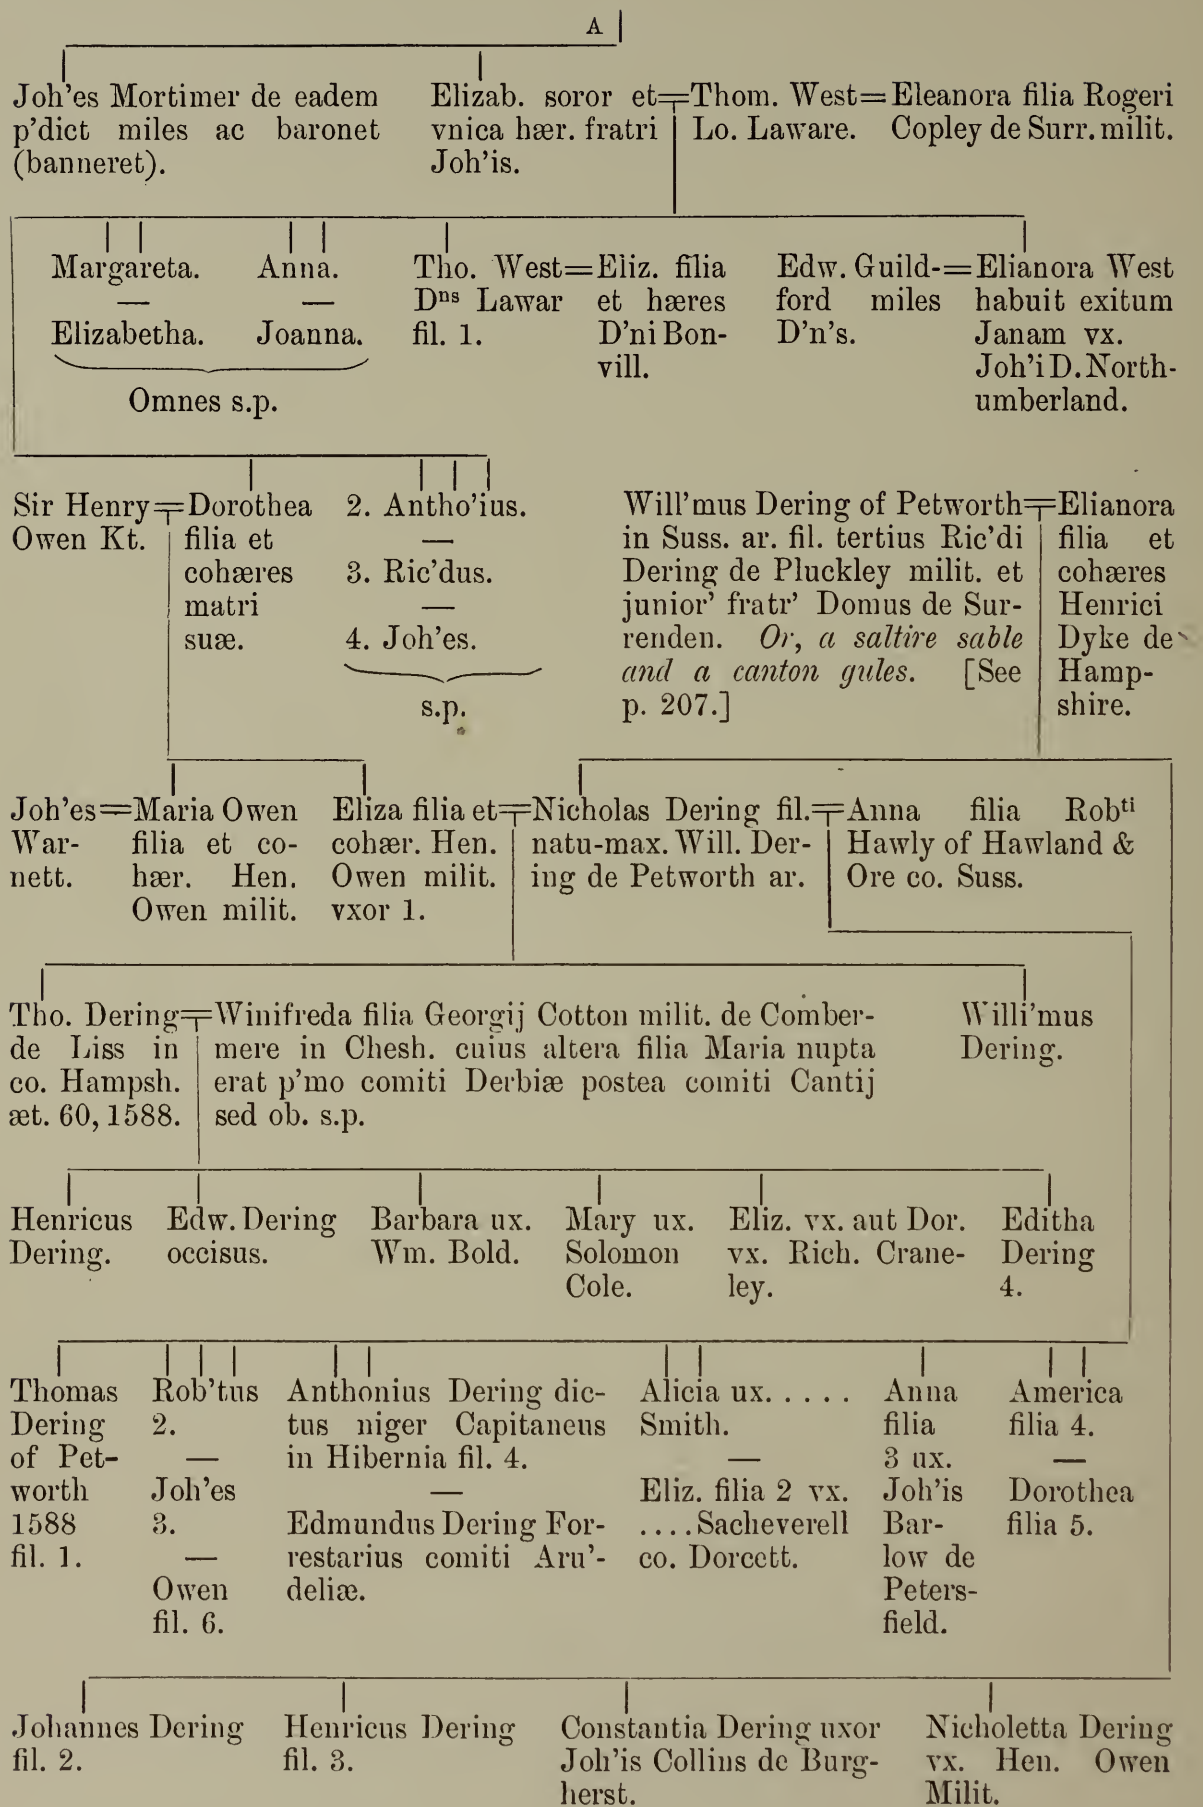 A
Joh'es Mortimer de eadem
p'dict miles ac baronet
(banneret).
Elizab. soror et
vnica hær. fratri
Joh'is.
Thom. West
Lo. Laware.
Eleanora filia Rogeri
Copley de Surr. milit.
Margareta.
—
Elizabetha.
Anna.
—
Joanna.
Omnes s.p.
Tho. West
Dns Lawar
fil. 1.
Eliz. filia
et hæres
D'ni Bon-
vill.
Edw. Guild-
ford miles
D'n's.
Elianora West
habuit exitum
Janam vx.
Joh'i D. North-
umberland.
Sir Henry
Owen Kt.
Dorothea
filia et
cohæres
matri
suæ.
2. Antho'ius.
—
3. Ric'dus.
—
4. Joh'es.
s.p.
Will'mus Dering of Petworth
in Suss. ar. fil. tertius Ric'di
Dering de Pluckley milit. et
junior' fratr' Domus de Sur-
renden. Or, a saltire sable
and a canton gules. [See
p. 207.]
Elianora
filia et
cohæres
Henrici
Dyke de
Hamp-
shire.
Joh'es
War-
nett.
Maria Owen
filia et co-
hær. Hen.
Owen milit.
Eliza filia et
cohær. Hen.
Owen milit.
vxor 1.
Nicholas Dering fil.
natu-max. Will. Der-
ing de Petworth ar.
Anna filia Robti
Hawly of Hawland &
Ore co. Suss.
Tho. Dering
de Liss in
co. Hampsh.
æt. 60, 1588.
Winifreda filia Georgij Cotton milit. de Comber-
mere in Chesh. cuius altera filia Maria nupta
erat p'mo comiti Derbiæ postea comiti Cantij
sed ob. s.p.
Willi'mus
Dering.
Henricus
Dering.
Edw. Dering
occisus.
Barbara ux.
Wm. Bold.
Mary ux.
Solomon
Cole.
Eliz. vx. aut Dor.
vx. Rich. Crane-
ley.
Editha
Dering
4.
Thomas
Dering
of Pet-
worth
1588
fil. 1.
Rob'tus
2.
—
Joh'es
3.
—
Owen
fil. 6.
Anthonius Dering dic-
tus niger Capitaneus
in Hibernia fil. 4.
—
Edmundus Dering For-
restarius comiti Aru'-
deliæ.
Alicia ux. . . . . .
Smith.
—
Eliz. filia 2 vx.
. . . . Sacheverell
co. Dorcett.
Anna
filia
3 ux.
Joh'is
Bar-
low de
Peters-
field.
America
filia 4.
—
Dorothea
filia 5.
Johannes Dering
fil. 2.
Henricus Dering
fil. 3.
Constantia Dering uxor
Joh'is Collins de Burg-
herst.
Nicholetta Dering
vx. Hen. Owen
Milit.